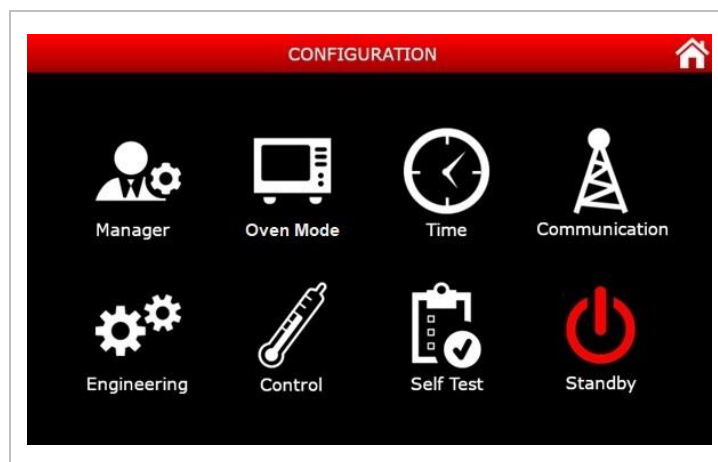 CONFIGURATION
Manager Oven Mode Time Communication
Engineering Control Self Test Standby